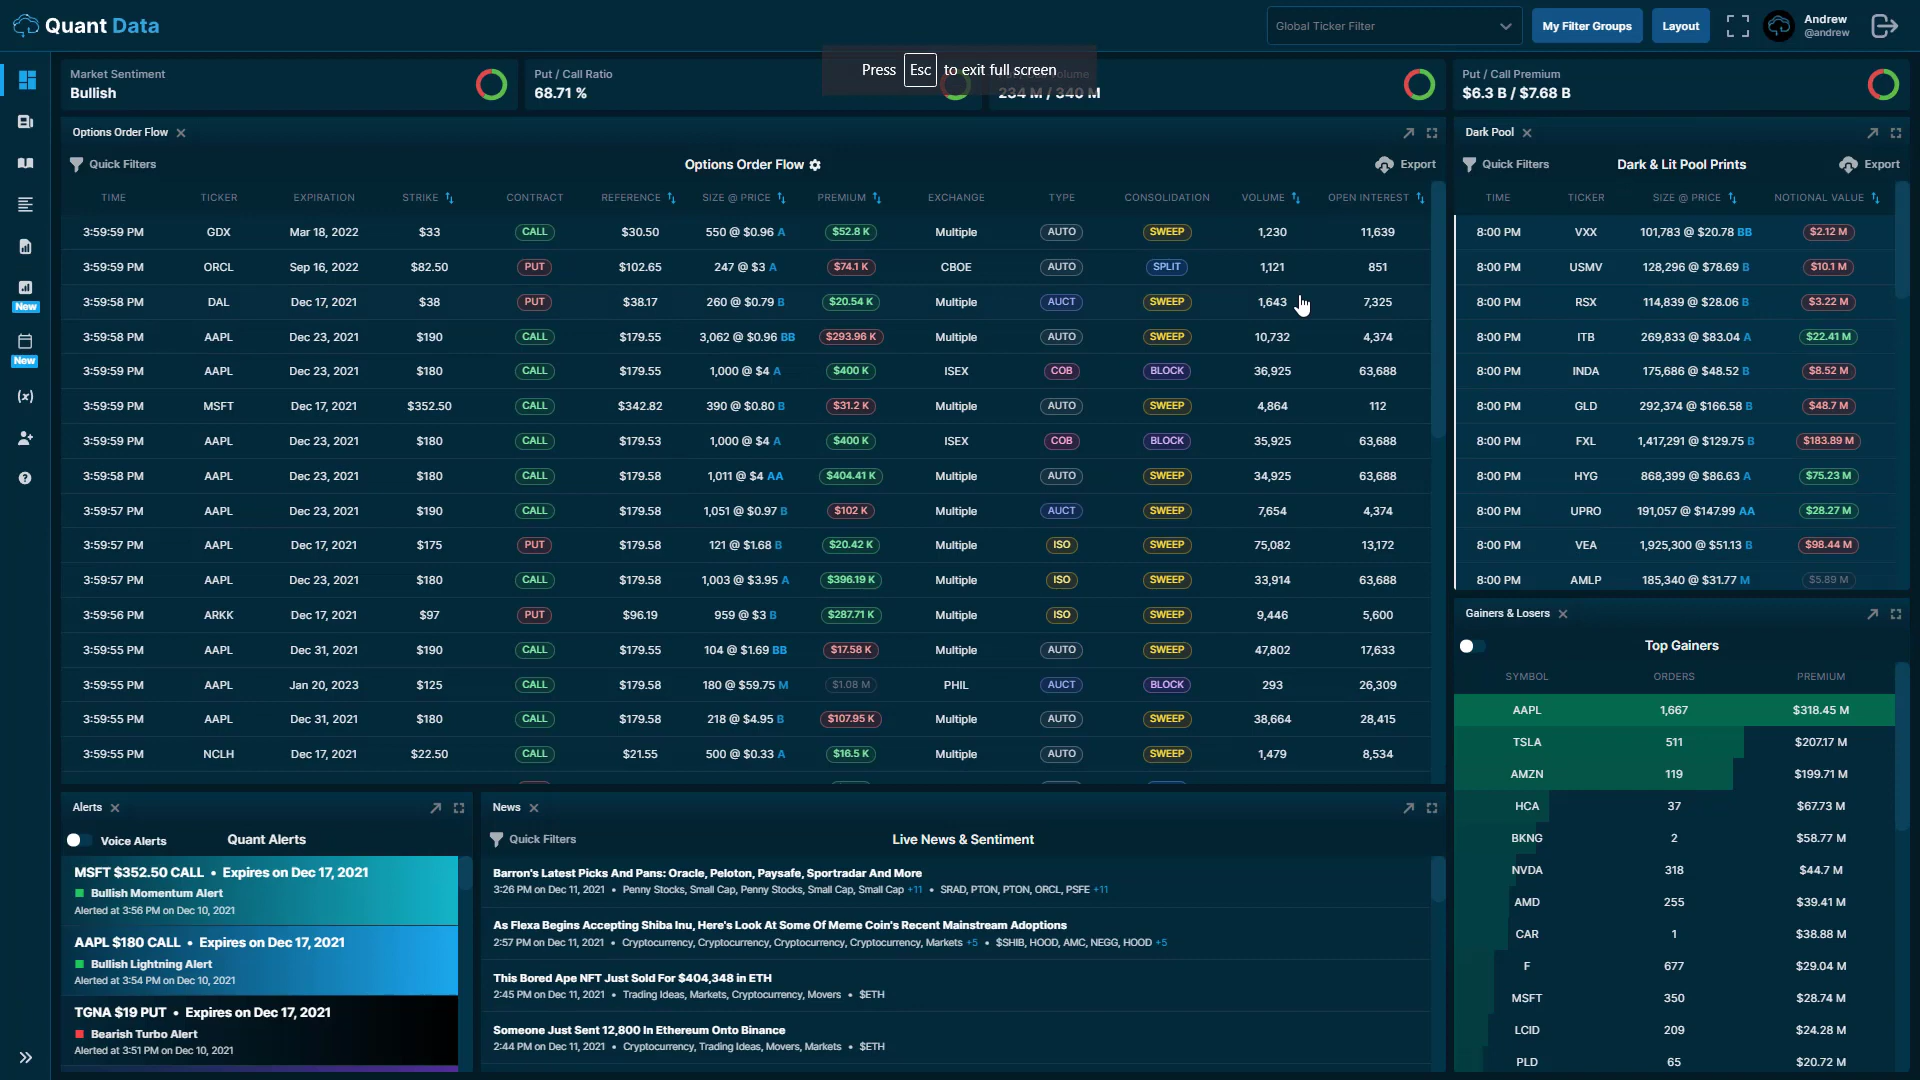 Quant Data
Global Ticker Filter
My Filter Groups
Layout
Andrew
@andrew
Press Esc to exit full screen
Market Sentiment
Bullish
Put / Call Ratio
68.71 %
234 M / 340 M
Put / Call Premium
$6.3 B / $7.68 B
New
New
(x)
Options Order Flow
Quick Filters
Options Order Flow
Export
TIME TICKER EXPIRATION STRIKE CONTRACT REFERENCE SIZE @ PRICE PREMIUM EXCHANGE TYPE CONSOLIDATION VOLUME OPEN INTEREST
3:59:59 PM GDX Mar 18, 2022 $33 CALL $30.50 550 @ $0.96 A $52.8 K Multiple AUTO SWEEP 1,230 11,639
3:59:59 PM ORCL Sep 16, 2022 $82.50 PUT $102.65 247 @ $3 A $74.1 K CBOE AUTO SPLIT 1,121 851
3:59:58 PM DAL Dec 17, 2021 $38 PUT $38.17 260 @ $0.79 B $20.54 K Multiple AUCT SWEEP 1,643 7,325
3:59:58 PM AAPL Dec 23, 2021 $190 CALL $179.55 3,062 @ $0.96 BB $293.96 K Multiple AUTO SWEEP 10,732 4,374
3:59:59 PM AAPL Dec 23, 2021 $180 CALL $179.55 1,000 @ $4 A $400 K ISEX COB BLOCK 36,925 63,688
3:59:59 PM MSFT Dec 17, 2021 $352.50 CALL $342.82 390 @ $0.80 B $31.2 K Multiple AUTO SWEEP 4,864 112
3:59:59 PM AAPL Dec 23, 2021 $180 CALL $179.53 1,000 @ $4 A $400 K ISEX COB BLOCK 35,925 63,688
3:59:58 PM AAPL Dec 23, 2021 $180 CALL $179.58 1,011 @ $4 AA $404.41 K Multiple AUTO SWEEP 34,925 63,688
3:59:57 PM AAPL Dec 23, 2021 $190 CALL $179.58 1,051 @ $0.97 B $102 K Multiple AUCT SWEEP 7,654 4,374
3:59:57 PM AAPL Dec 17, 2021 $175 PUT $179.58 121 @ $1.68 B $20.42 K Multiple ISO SWEEP 75,082 13,172
3:59:57 PM AAPL Dec 23, 2021 $180 CALL $179.58 1,003 @ $3.95 A $396.19 K Multiple ISO SWEEP 33,914 63,688
3:59:56 PM ARKK Dec 17, 2021 $97 PUT $96.19 959 @ $3 B $287.71 K Multiple ISO SWEEP 9,446 5,600
3:59:55 PM AAPL Dec 31, 2021 $190 CALL $179.55 104 @ $1.69 BB $17.58 K Multiple AUTO SWEEP 47,802 17,633
3:59:55 PM AAPL Jan 20, 2023 $125 CALL $179.58 180 @ $59.75 M $1.08 M PHIL AUCT BLOCK 293 26,309
3:59:55 PM AAPL Dec 31, 2021 $180 CALL $179.58 218 @ $4.95 B $107.95 K Multiple AUTO SWEEP 38,664 28,415
3:59:55 PM NCLH Dec 17, 2021 $22.50 CALL $21.55 500 @ $0.33 A $16.5 K Multiple AUTO SWEEP 1,479 8,534
Dark Pool
Quick Filters
Dark & Lit Pool Prints
Export
TIME TICKER SIZE @ PRICE NOTIONAL VALUE
8:00 PM VXX 101,783 @ $20.78 BB $2.12 M
8:00 PM USMV 128,296 @ $78.69 B $10.1 M
8:00 PM RSX 114,839 @ $28.06 B $3.22 M
8:00 PM ITB 269,833 @ $83.04 A $22.41 M
8:00 PM INDA 175,686 @ $48.52 B $8.52 M
8:00 PM GLD 292,374 @ $166.58 B $48.7 M
8:00 PM FXL 1,417,291 @ $129.75 B $183.89 M
8:00 PM HYG 868,399 @ $86.63 A $75.23 M
8:00 PM UPRO 191,057 @ $147.99 AA $28.27 M
8:00 PM VEA 1,925,300 @ $51.13 B $98.44 M
8:00 PM AMLP 185,340 @ $31.77 M $5.89 M
Gainers & Losers
Top Gainers
SYMBOL ORDERS PREMIUM
AAPL 1,667 $318.45 M
TSLA 511 $207.17 M
AMZN 119 $199.71 M
HCA 37 $67.73 M
BKNG 2 $58.77 M
NVDA 318 $44.7 M
AMD 255 $39.41 M
CAR 1 $38.88 M
F 677 $29.04 M
MSFT 350 $28.74 M
LCID 209 $24.28 M
PLD 65 $20.72 M
Alerts
Voice Alerts
Quant Alerts
MSFT $352.50 CALL • Expires on Dec 17, 2021
Bullish Momentum Alert
Alerted at 3:56 PM on Dec 10, 2021
AAPL $180 CALL • Expires on Dec 17, 2021
Bullish Lightning Alert
Alerted at 3:54 PM on Dec 10, 2021
TGNA $19 PUT • Expires on Dec 17, 2021
Bearish Turbo Alert
Alerted at 3:51 PM on Dec 10, 2021
News
Quick Filters
Live News & Sentiment
Barron's Latest Picks And Pans: Oracle, Peloton, Paysafe, Sportradar And More
3:26 PM on Dec 11, 2021 • Penny Stocks, Small Cap, Penny Stocks, Small Cap, Small Cap +11 • SRAD, PTON, PTON, ORCL, PSFE +11
As Flexa Begins Accepting Shiba Inu, Here's Look At Some Of Meme Coin's Recent Mainstream Adoptions
2:57 PM on Dec 11, 2021 • Cryptocurrency, Cryptocurrency, Cryptocurrency, Cryptocurrency, Markets +5 • $SHIB, HOOD, AMC, NEGG, HOOD +5
This Bored Ape NFT Just Sold For $404,348 in ETH
2:45 PM on Dec 11, 2021 • Trading Ideas, Markets, Cryptocurrency, Movers • $ETH
Someone Just Sent 12,800 In Ethereum Onto Binance
2:44 PM on Dec 11, 2021 • Cryptocurrency, Trading Ideas, Movers, Markets • $ETH